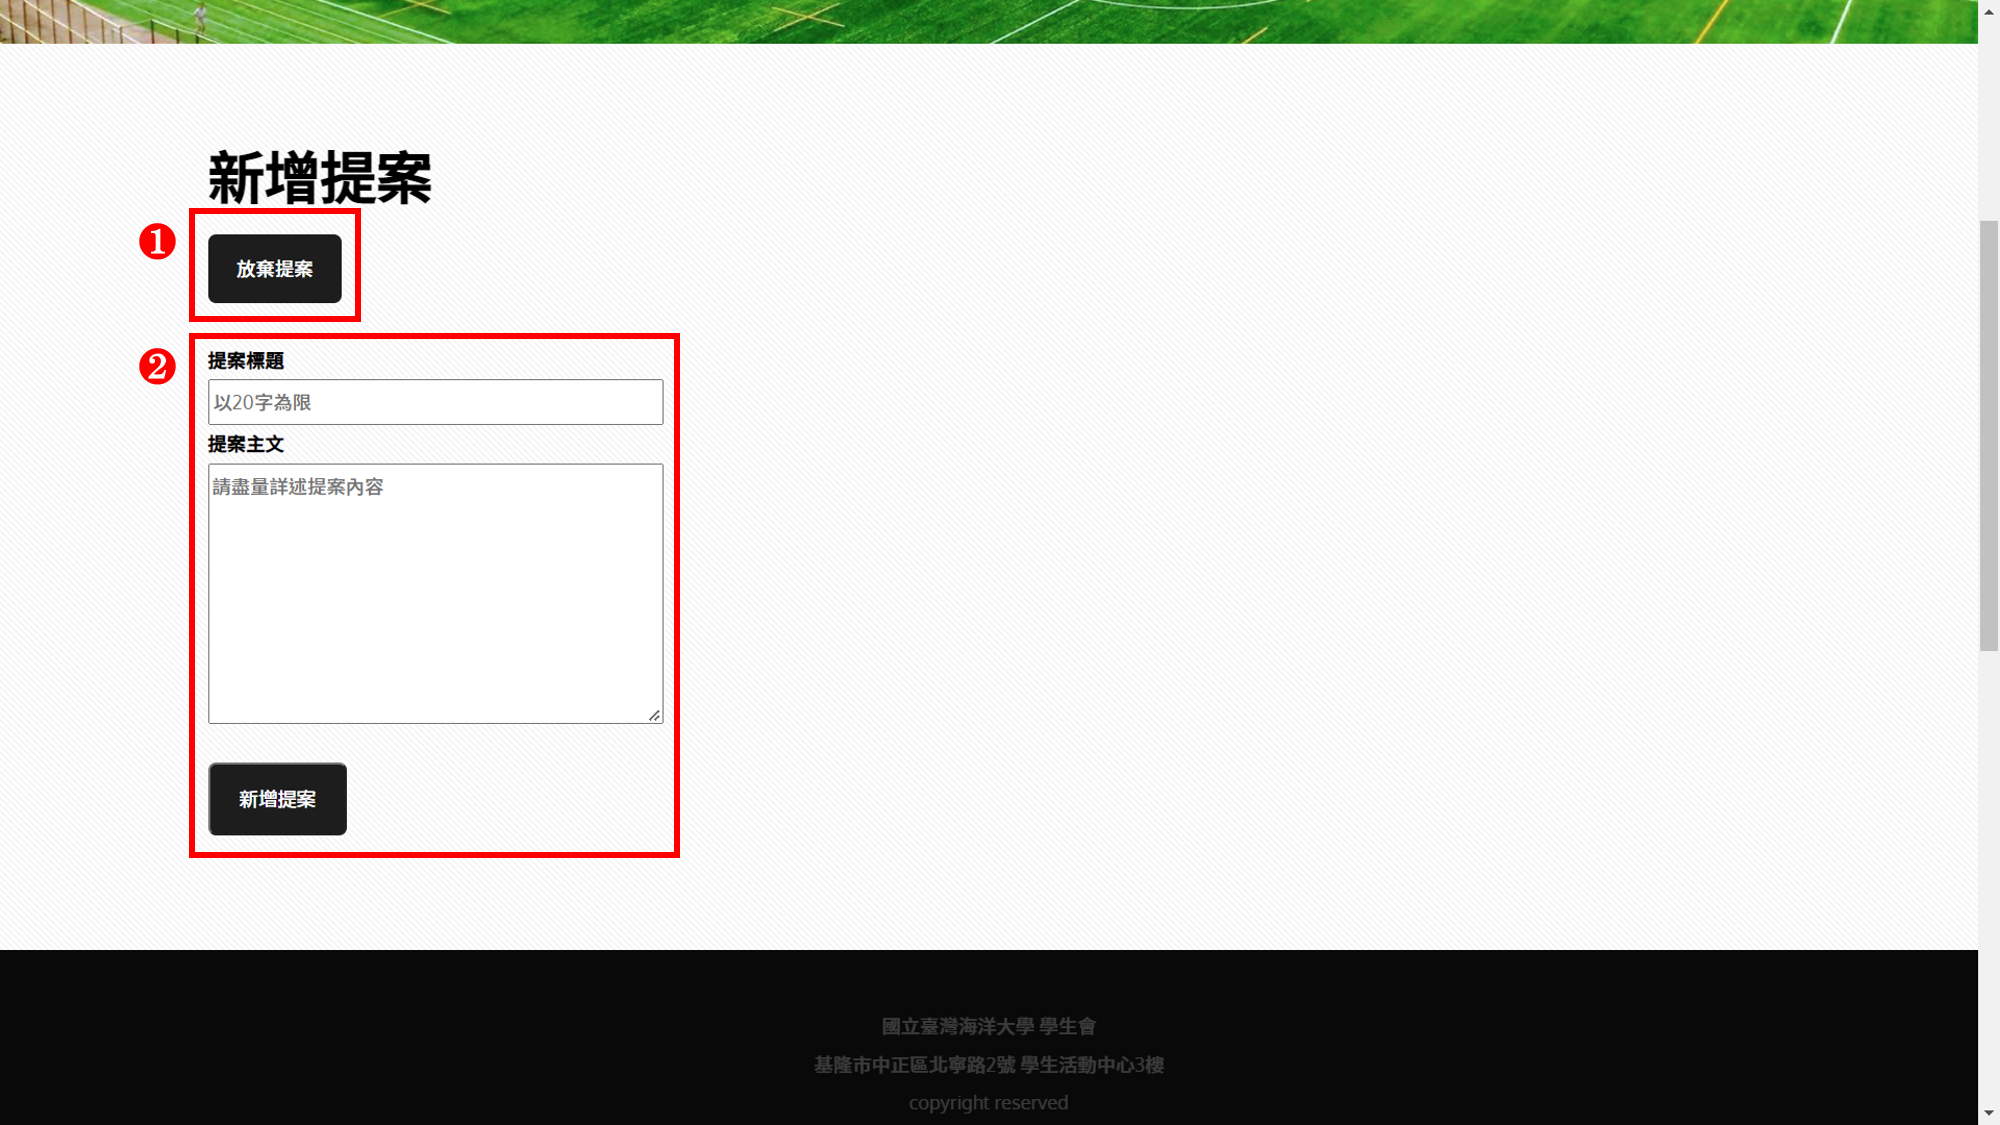 新增提案
❶
放棄提案
❷
提案標題
以20字為限
提案主文
請盡量詳述提案內容
新增提案
國立臺灣海洋大學 學生會
基隆市中正區北寧路2號 學生活動中心3樓
copyright reserved